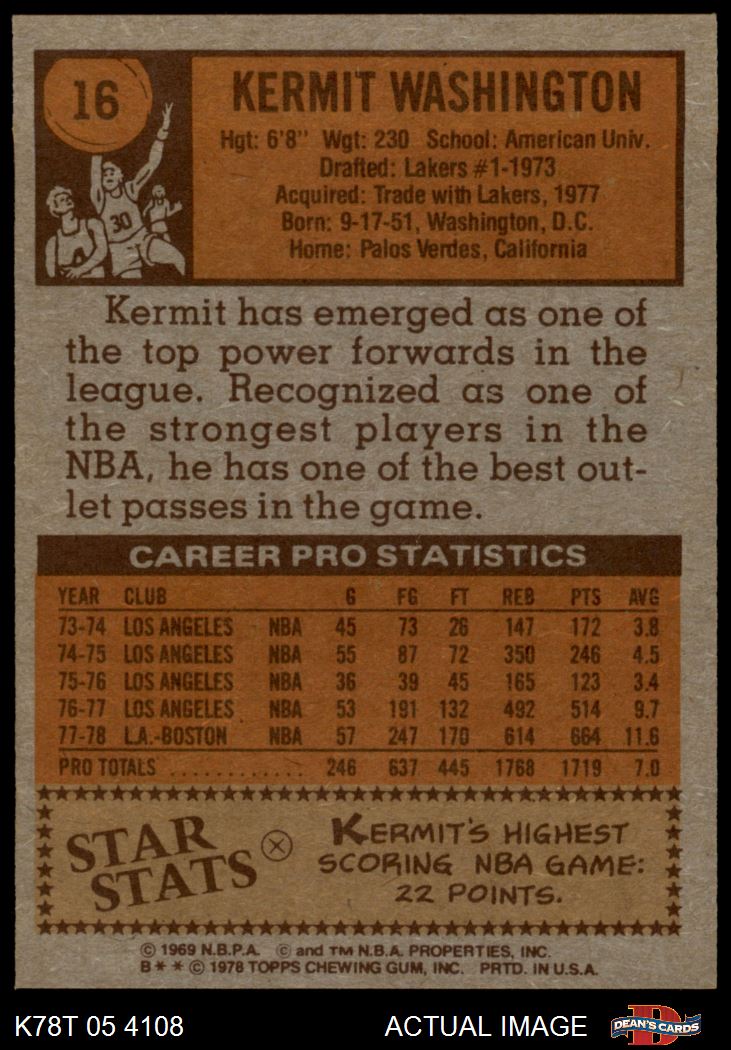 16
KERMIT WASHINGTON
Hgt: 6'8" Wgt: 230 School: American Univ.
Drafted: Lakers #1-1973
Acquired: Trade with Lakers, 1977
Born: 9-17-51, Washington, D.C.
Home: Palos Verdes, California
30
Kermit has emerged as one of
the top power forwards in the
league. Recognized as one of
the strongest players in the
NBA, he has one of the best out-
let passes in the game.
CAREER PRO STATISTICS
YEAR CLUB G FG FT REB PTS AVG
73-74 LOS ANGELES NBA 45 73 26 147 172 3.8
74-75 LOS ANGELES NBA 55 87 72 350 246 4.5
75-76 LOS ANGELES NBA 36 39 45 165 123 3.4
76-77 LOS ANGELES NBA 53 191 132 492 514 9.7
77-78 L.A.-BOSTON NBA 57 247 170 614 664 11.6
PRO TOTALS ............ 246 637 445 1768 1719 7.0
STAR
STATS
KERMIT'S HIGHEST
SCORING NBA GAME:
22 POINTS.
© 1969 N.B.P.A. © and TM N.B.A. PROPERTIES, INC.
B * * © 1978 TOPPS CHEWING GUM, INC. PRTD. IN U.S.A.
K78T 05 4108 ACTUAL IMAGE
D
DEAN'S CARDS